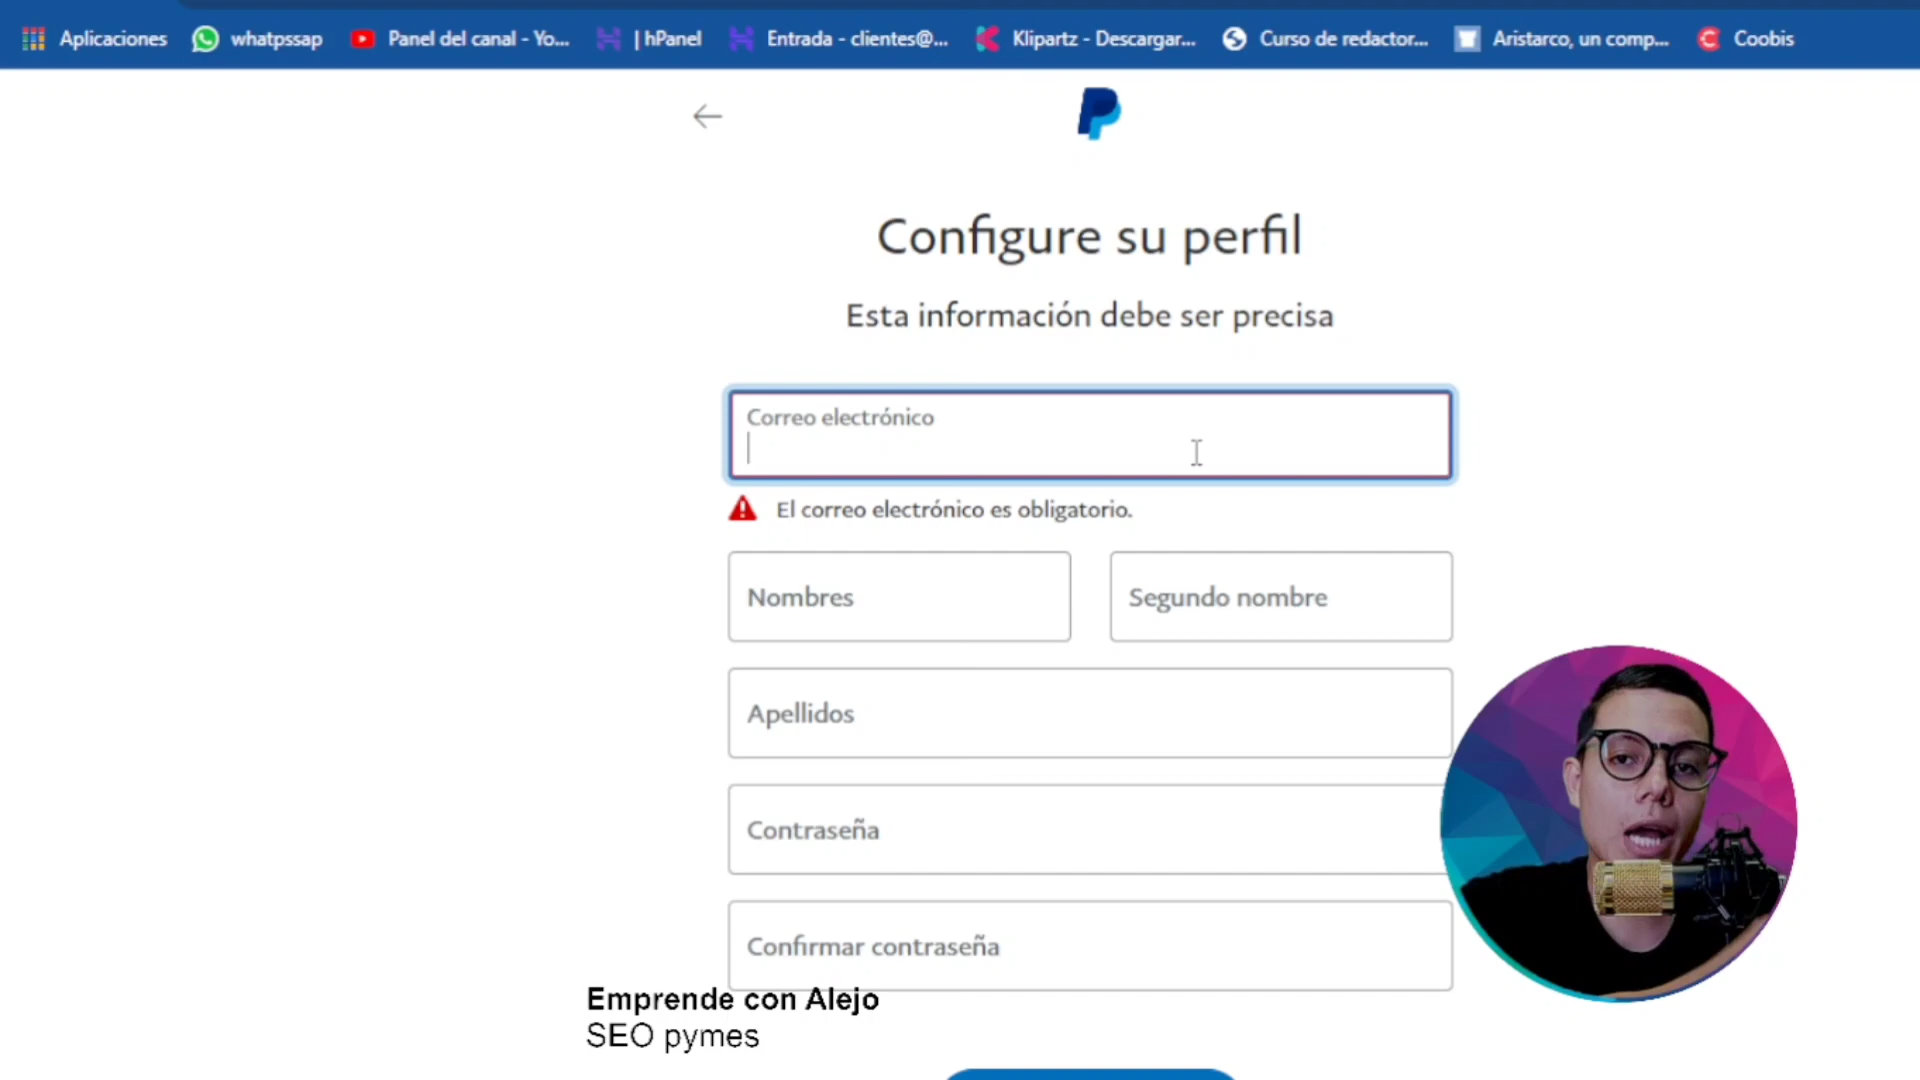 Aplicaciones whatpssap Panel del canal - Yo... | hPanel Entrada - clientes@... Klipartz - Descargar... Curso de redactor... Aristarco, un comp... Coobis
Configure su perfil
Esta información debe ser precisa
Correo electrónico
El correo electrónico es obligatorio.
Nombres Segundo nombre
Apellidos
Contraseña
Confirmar contraseña
Emprende con Alejo
SEO pymes